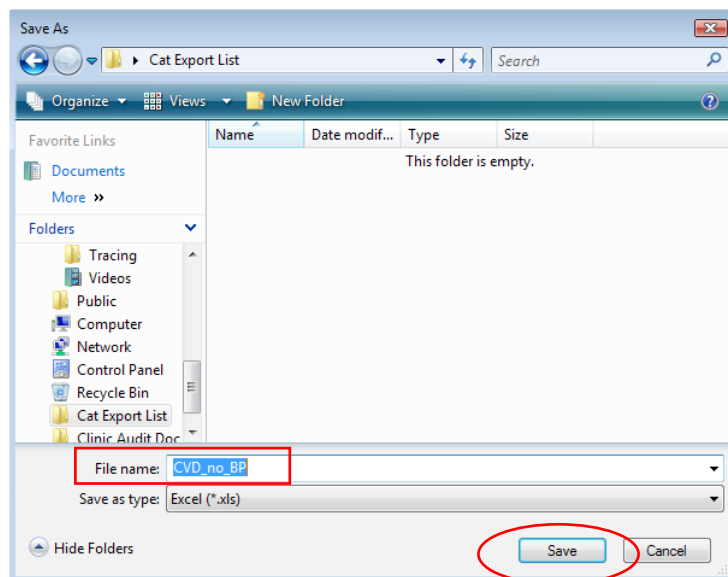 Save As
Cat Export List
Search
Organize Views New Folder
Favorite Links
Documents
More »
Folders
Tracing
Videos
Public
Computer
Network
Control Panel
Recycle Bin
Cat Export List
Clinic Audit Doc
Name Date modif... Type Size
This folder is empty.
File name: CVD_no_BP
Save as type: Excel (*.xls)
Hide Folders Save Cancel